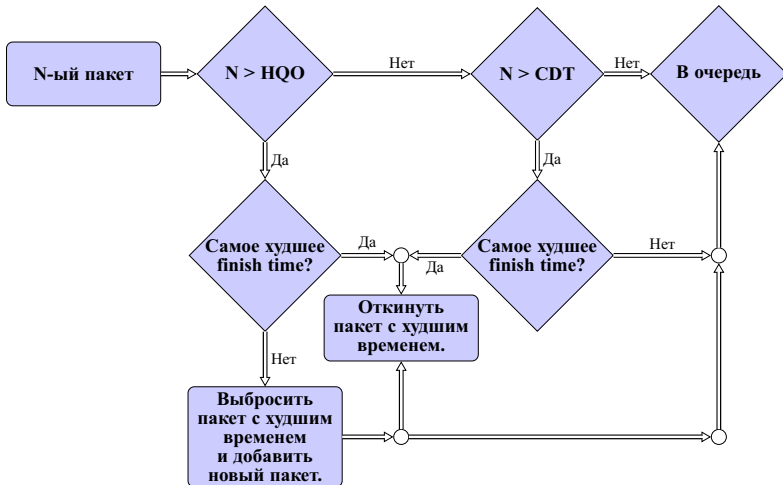 N-ый пакет
N > HQO
Нет
N > CDT
Нет
В очередь
Да
Да
Самое худшее
finish time?
Да
Да
Самое худшее
finish time?
Нет
Откинуть
пакет с худшим
временем.
Нет
Выбросить
пакет с худшим
временем
и добавить
новый пакет.